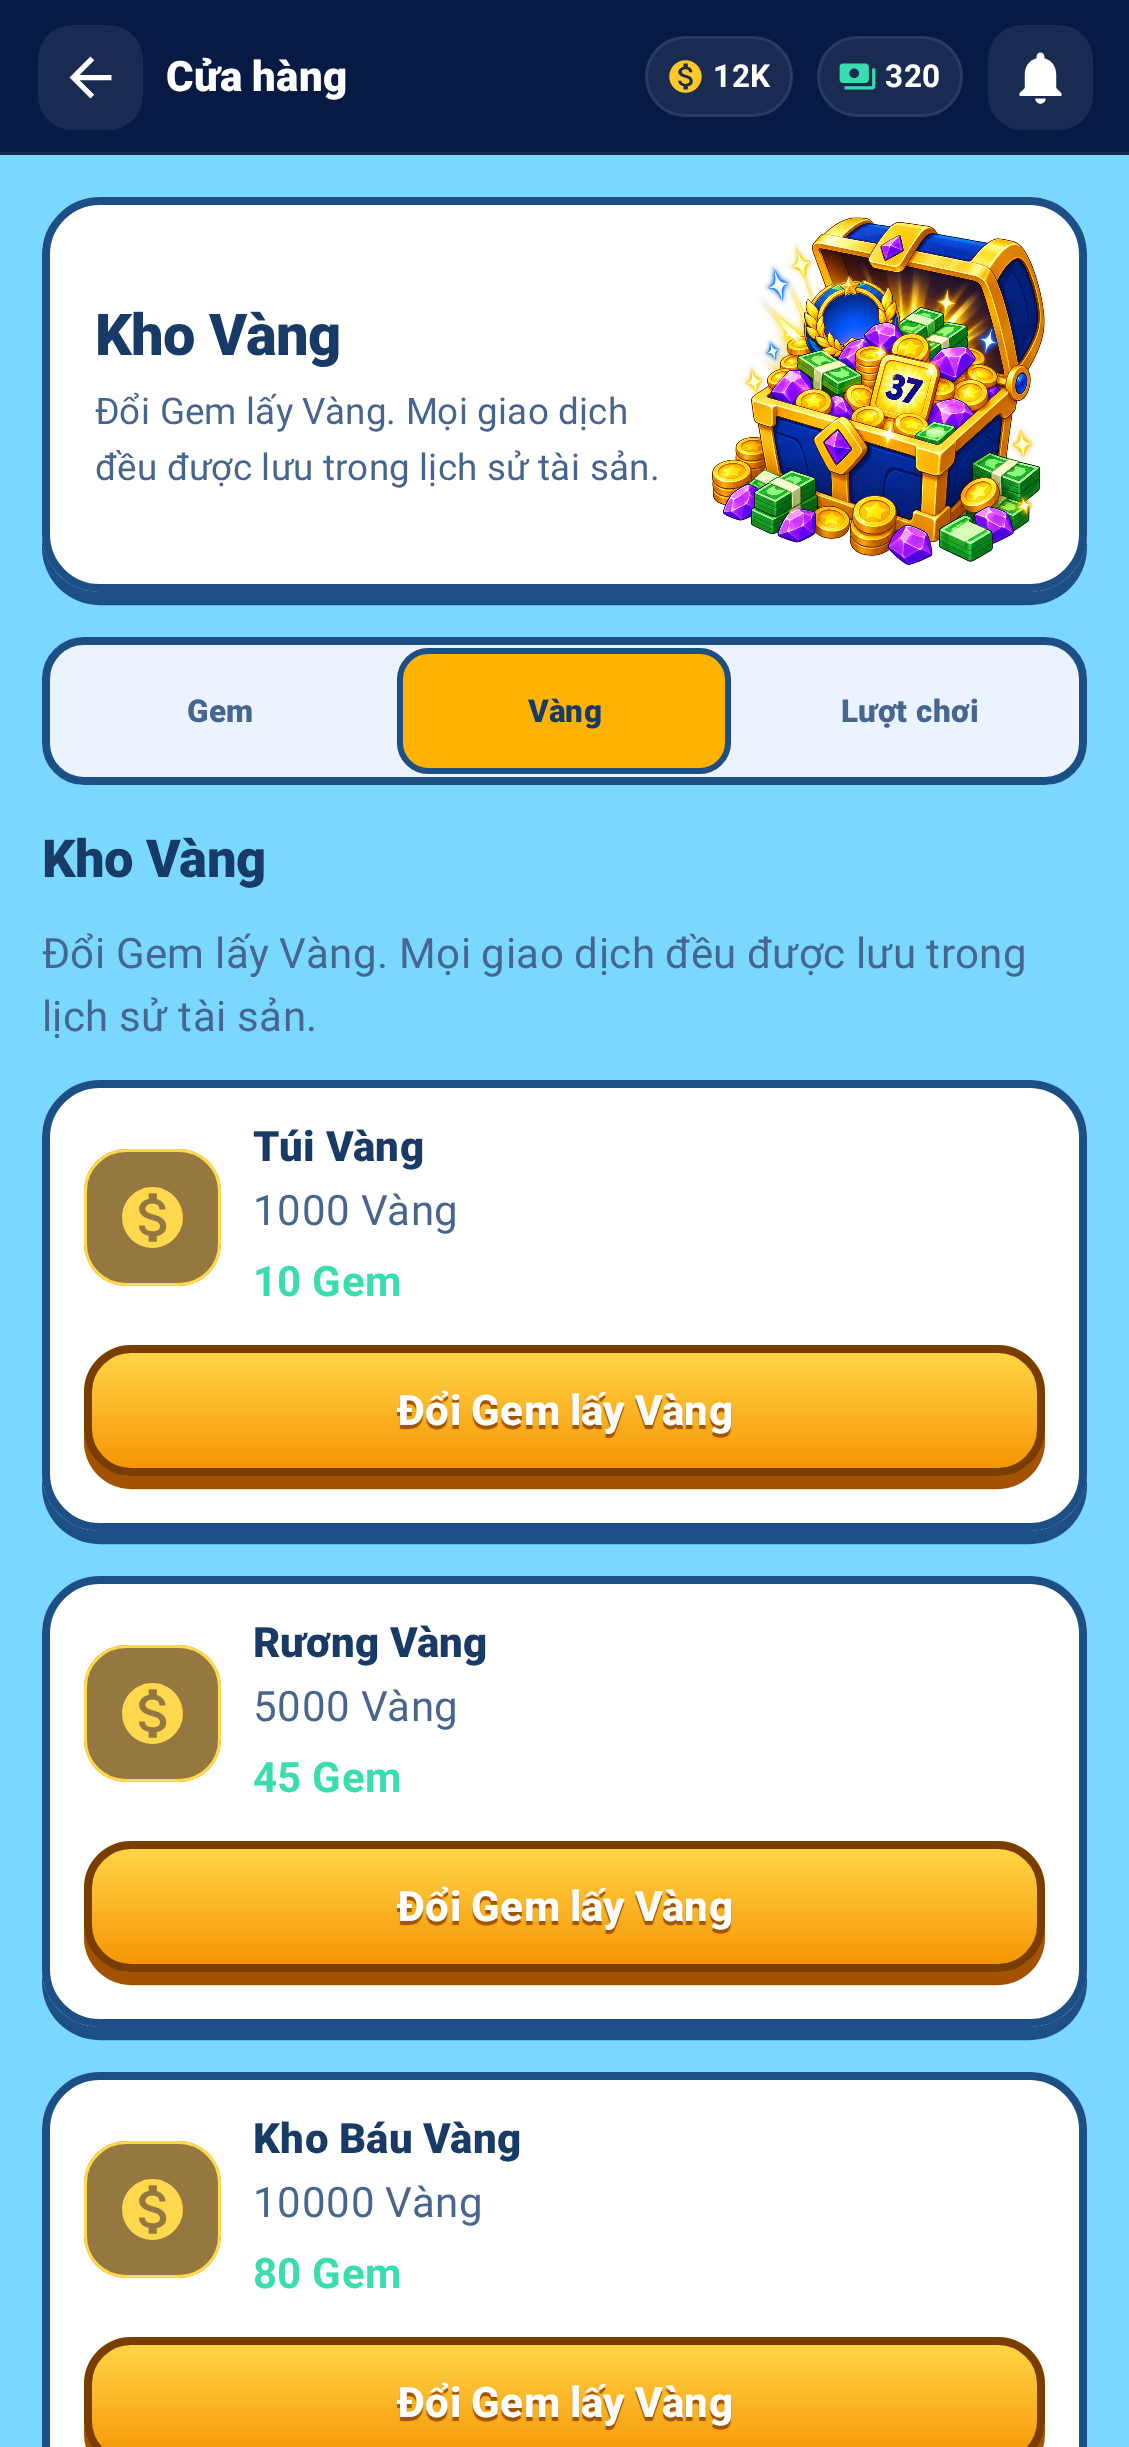 Cửa hàng
12K
320
Kho Vàng
Đổi Gem lấy Vàng. Mọi giao dịch
đều được lưu trong lịch sử tài sản.
37
Gem
Vàng
Lượt chơi
Kho Vàng
Đổi Gem lấy Vàng. Mọi giao dịch đều được lưu trong
lịch sử tài sản.
Túi Vàng
1000 Vàng
10 Gem
Đổi Gem lấy Vàng
Rương Vàng
5000 Vàng
45 Gem
Đổi Gem lấy Vàng
Kho Báu Vàng
10000 Vàng
80 Gem
Đổi Gem lấy Vàng